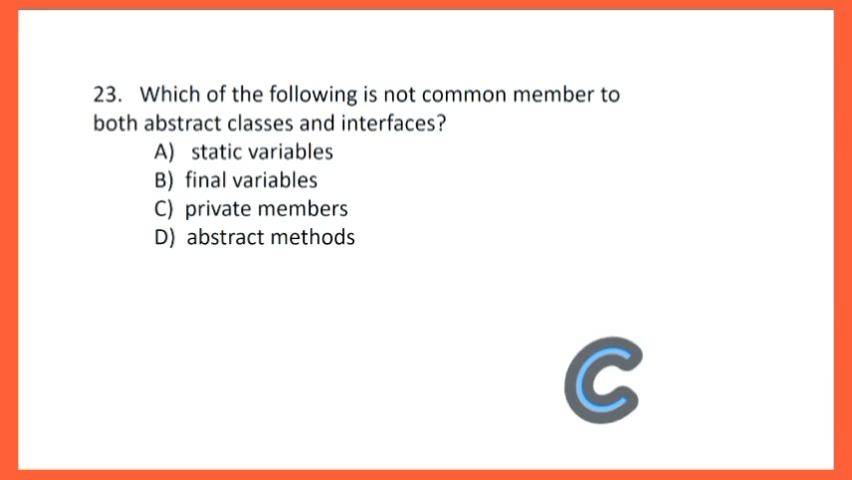 23. Which of the following is not common member to
both abstract classes and interfaces?
A) static variables
B) final variables
C) private members
D) abstract methods
C